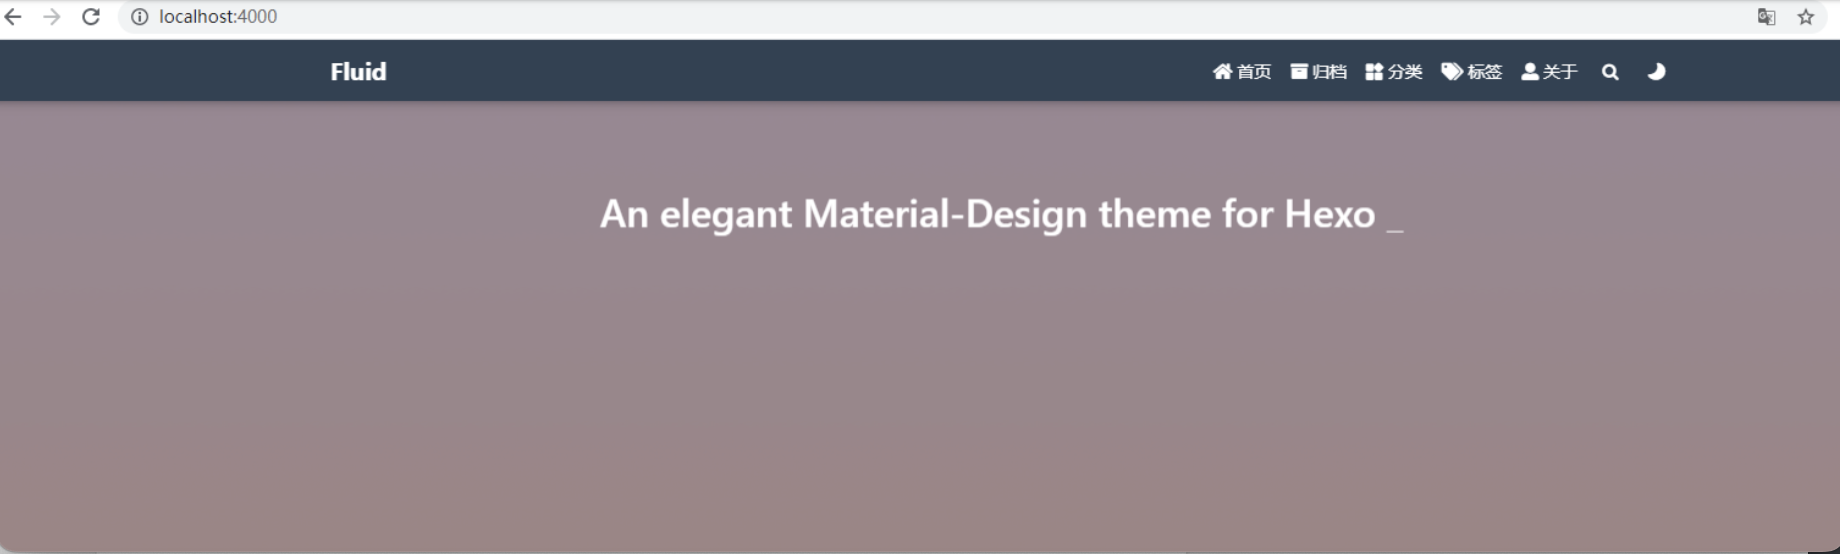 localhost:4000
Fluid 首页 归档 分类 标签 关于
An elegant Material-Design theme for Hexo _